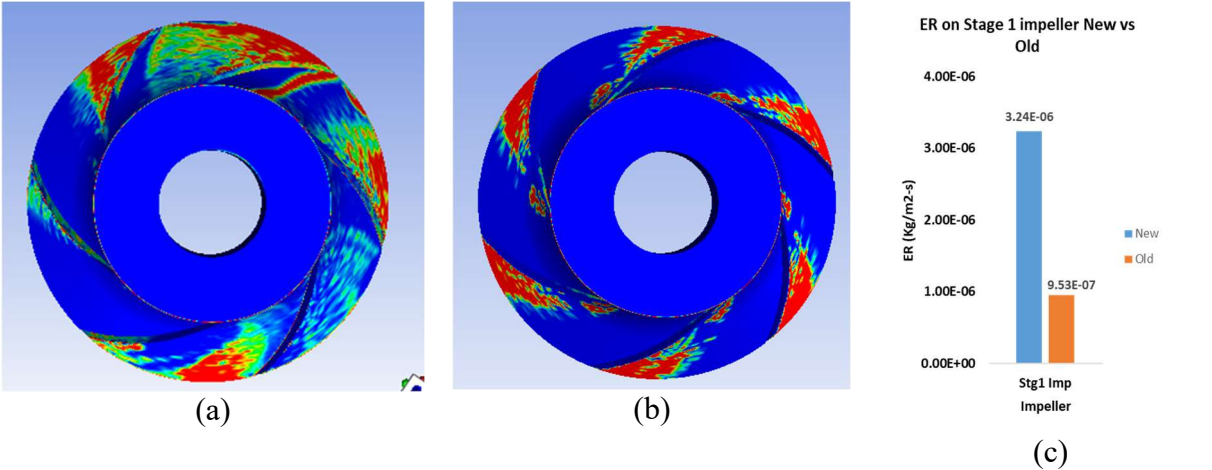 ER on Stage 1 impeller New vs
Old
4.00E-06
3.24E-06
3.00E-06
2.00E-06
ER (Kg/m2-s)
New
Old
9.53E-07
1.00E-06
0.00E+00
Stg1 Imp
Impeller
(a)
(b)
(c)